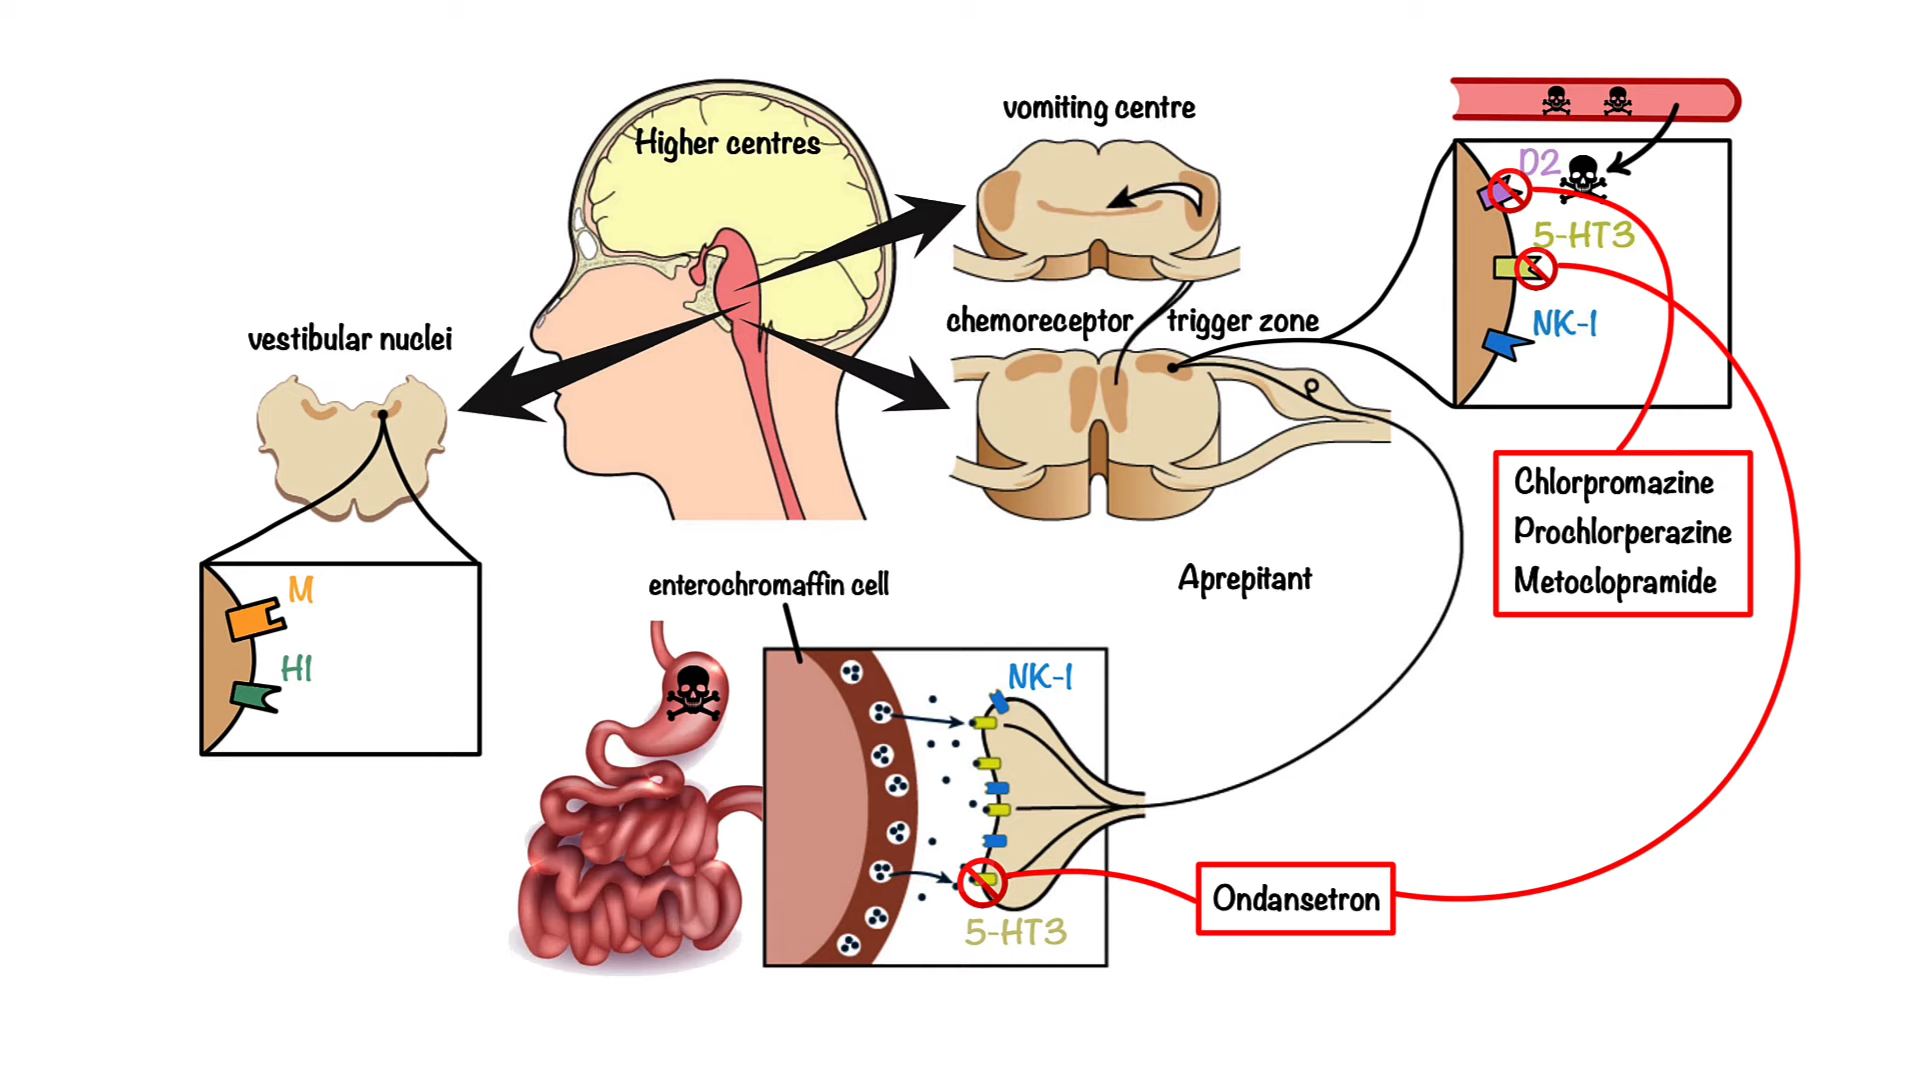 Higher centres
vomiting centre
D2
5-HT3
NK-1
chemoreceptor trigger zone
vestibular nuclei
M
H1
Chlorpromazine
Prochlorperazine
Metoclopramide
Aprepitant
enterochromaffin cell
NK-1
5-HT3
Ondansetron